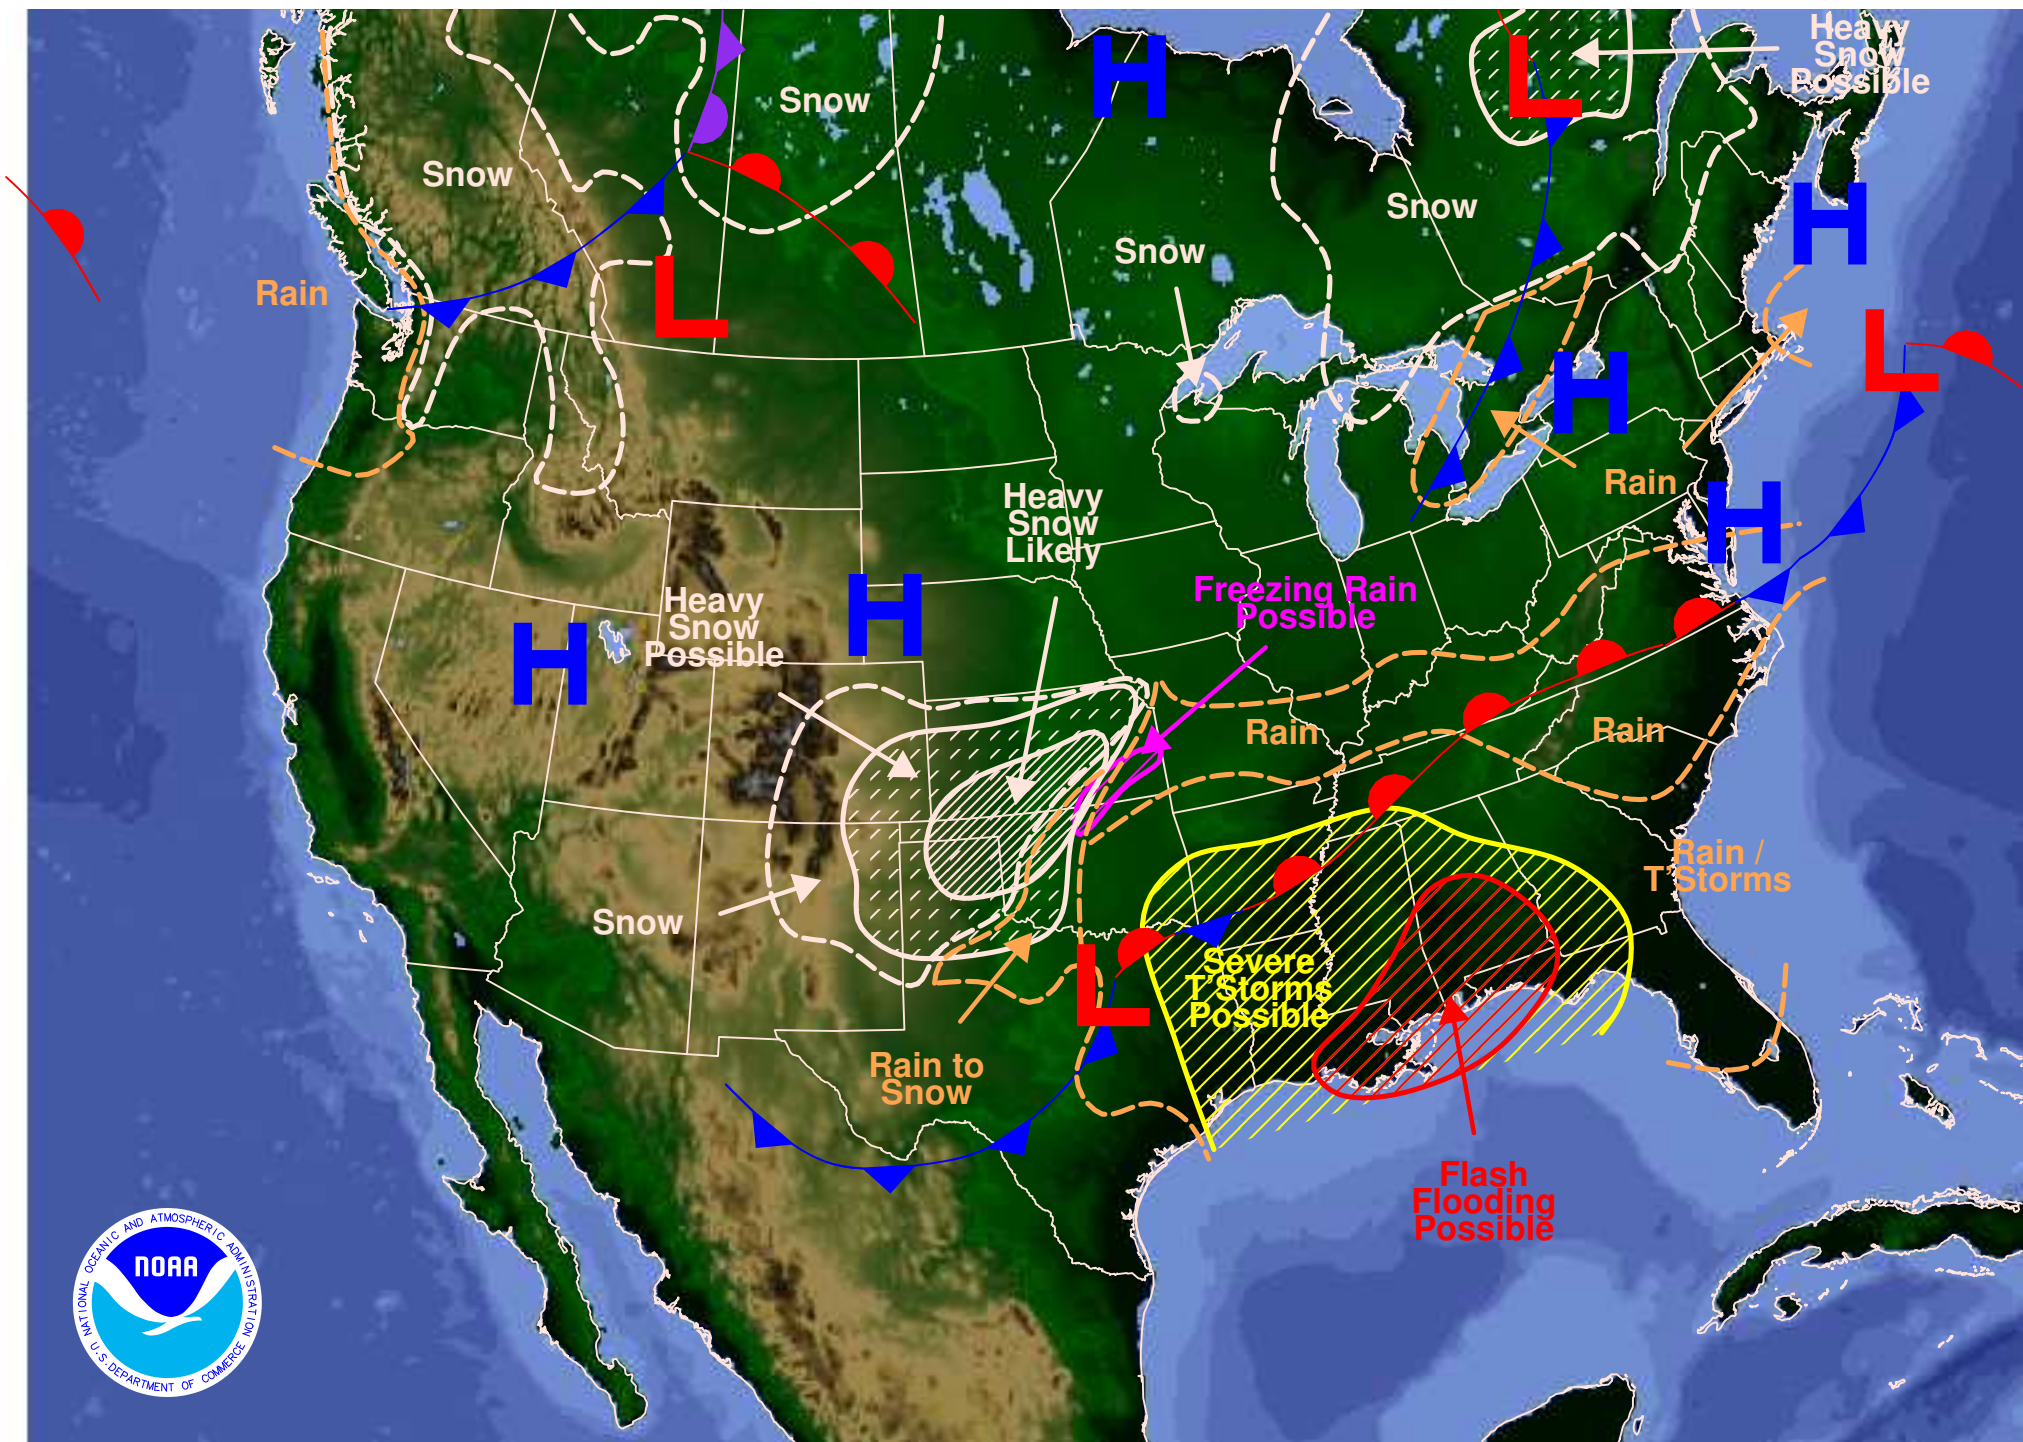 Heavy
Snow
Possible
H
Snow
L
Snow
H
Snow
Snow
Rain
L
L
H
Rain
Heavy
Snow
Likely
H
Heavy
Snow
Possible
H
Freezing Rain
Possible
H
Rain
Rain
Rain /
T'Storms
Snow
L
Severe
T'Storms
Possible
Rain to
Snow
Flash
Flooding
Possible
NATIONAL OCEANIC AND ATMOSPHERIC ADMINISTRATION
NOAA
U.S. DEPARTMENT OF COMMERCE